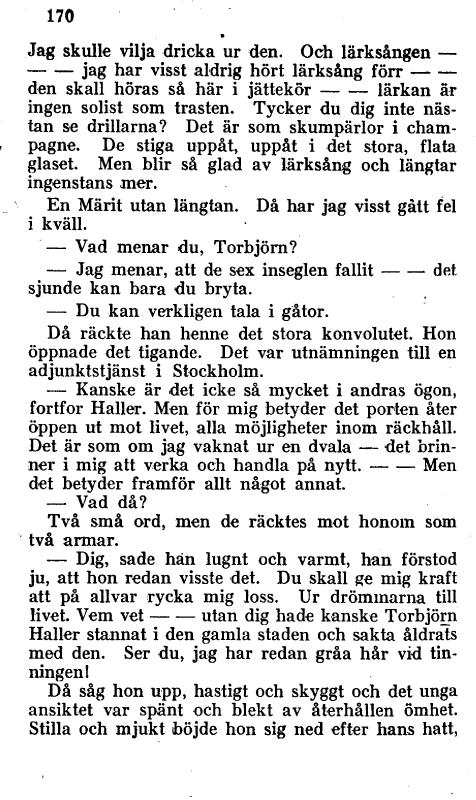 170
Jag skulle vilja dricka ur den. Och lärksången —
— — jag har visst aldrig hört lärksång förr — —
den skall höras så här i jättekör — — lärkan är
ingen solist som trasten. Tycker du dig inte näs-
tan se drillarna? Det är som skumpärlor i cham-
pagne. De stiga uppåt, uppåt i det stora, flata
glaset. Men blir så glad av lärksång och längtar
ingenstans mer.
En Märit utan längtan. Då har jag visst gått fel
i kväll.
— Vad menar du, Torbjörn?
— Jag menar, att de sex inseglen fallit — — det
sjunde kan bara du bryta.
— Du kan verkligen tala i gåtor.
Då räckte han henne det stora konvolutet. Hon
öppnade det tigande. Det var utnämningen till en
adjunktstjänst i Stockholm.
— Kanske är det icke så mycket i andras ögon,
fortfor Haller. Men för mig betyder det porten åter
öppen ut mot livet, alla möjligheter inom räckhåll.
Det är som om jag vaknat ur en dvala — det brin-
ner i mig att verka och handla på nytt. — — Men
det betyder framför allt något annat.
— Vad då?
Två små ord, men de räcktes mot honom som
två armar.
— Dig, sade han lugnt och varmt, han förstod
ju, att hon redan visste det. Du skall ge mig kraft
att på allvar rycka mig loss. Ur drömmarna till
livet. Vem vet — — utan dig hade kanske Torbjörn
Haller stannat i den gamla staden och sakta åldrats
med den. Ser du, jag har redan gråa hår vid tin-
ningen!
Då såg hon upp, hastigt och skyggt och det unga
ansiktet var spänt och blekt av återhållen ömhet.
Stilla och mjukt böjde hon sig ned efter hans hatt,